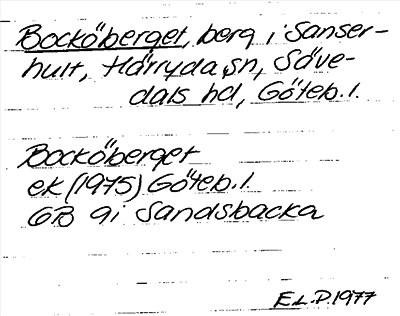 Bocköberget, berg i Sanser-
hult, Härryda sn, Säve-
dals hd, Göteb. l.
Bocköberget
ek (1975) Göteb. l.
GB 9i Sandsbacka
E.L.P. 1977